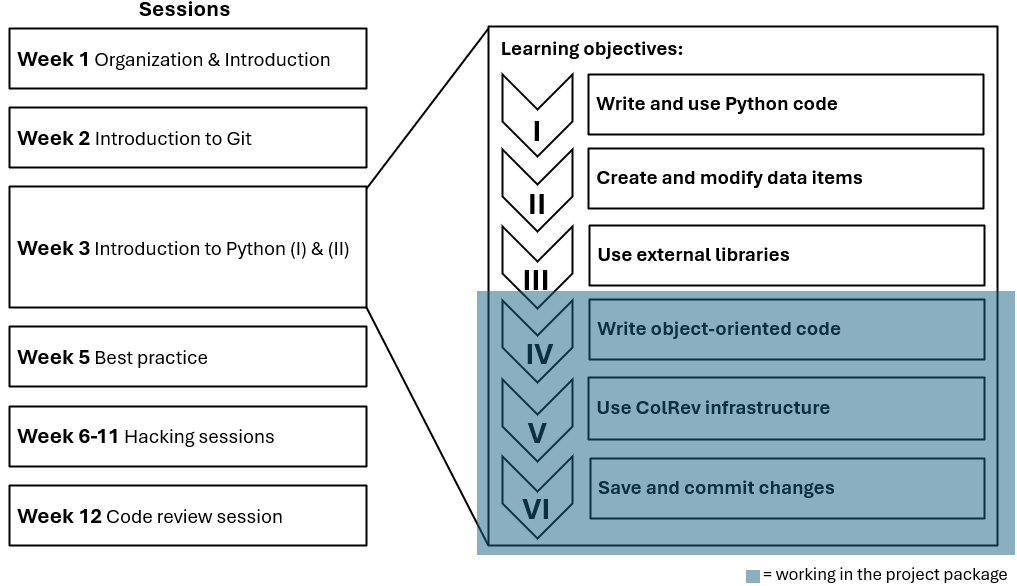 Sessions
Week 1 Organization & Introduction
Week 2 Introduction to Git
Week 3 Introduction to Python (I) & (II)
Week 5 Best practice
Week 6-11 Hacking sessions
Week 12 Code review session
Learning objectives:
I
Write and use Python code
II
Create and modify data items
III
Use external libraries
IV
Write object-oriented code
V
Use ColRev infrastructure
VI
Save and commit changes
= working in the project package